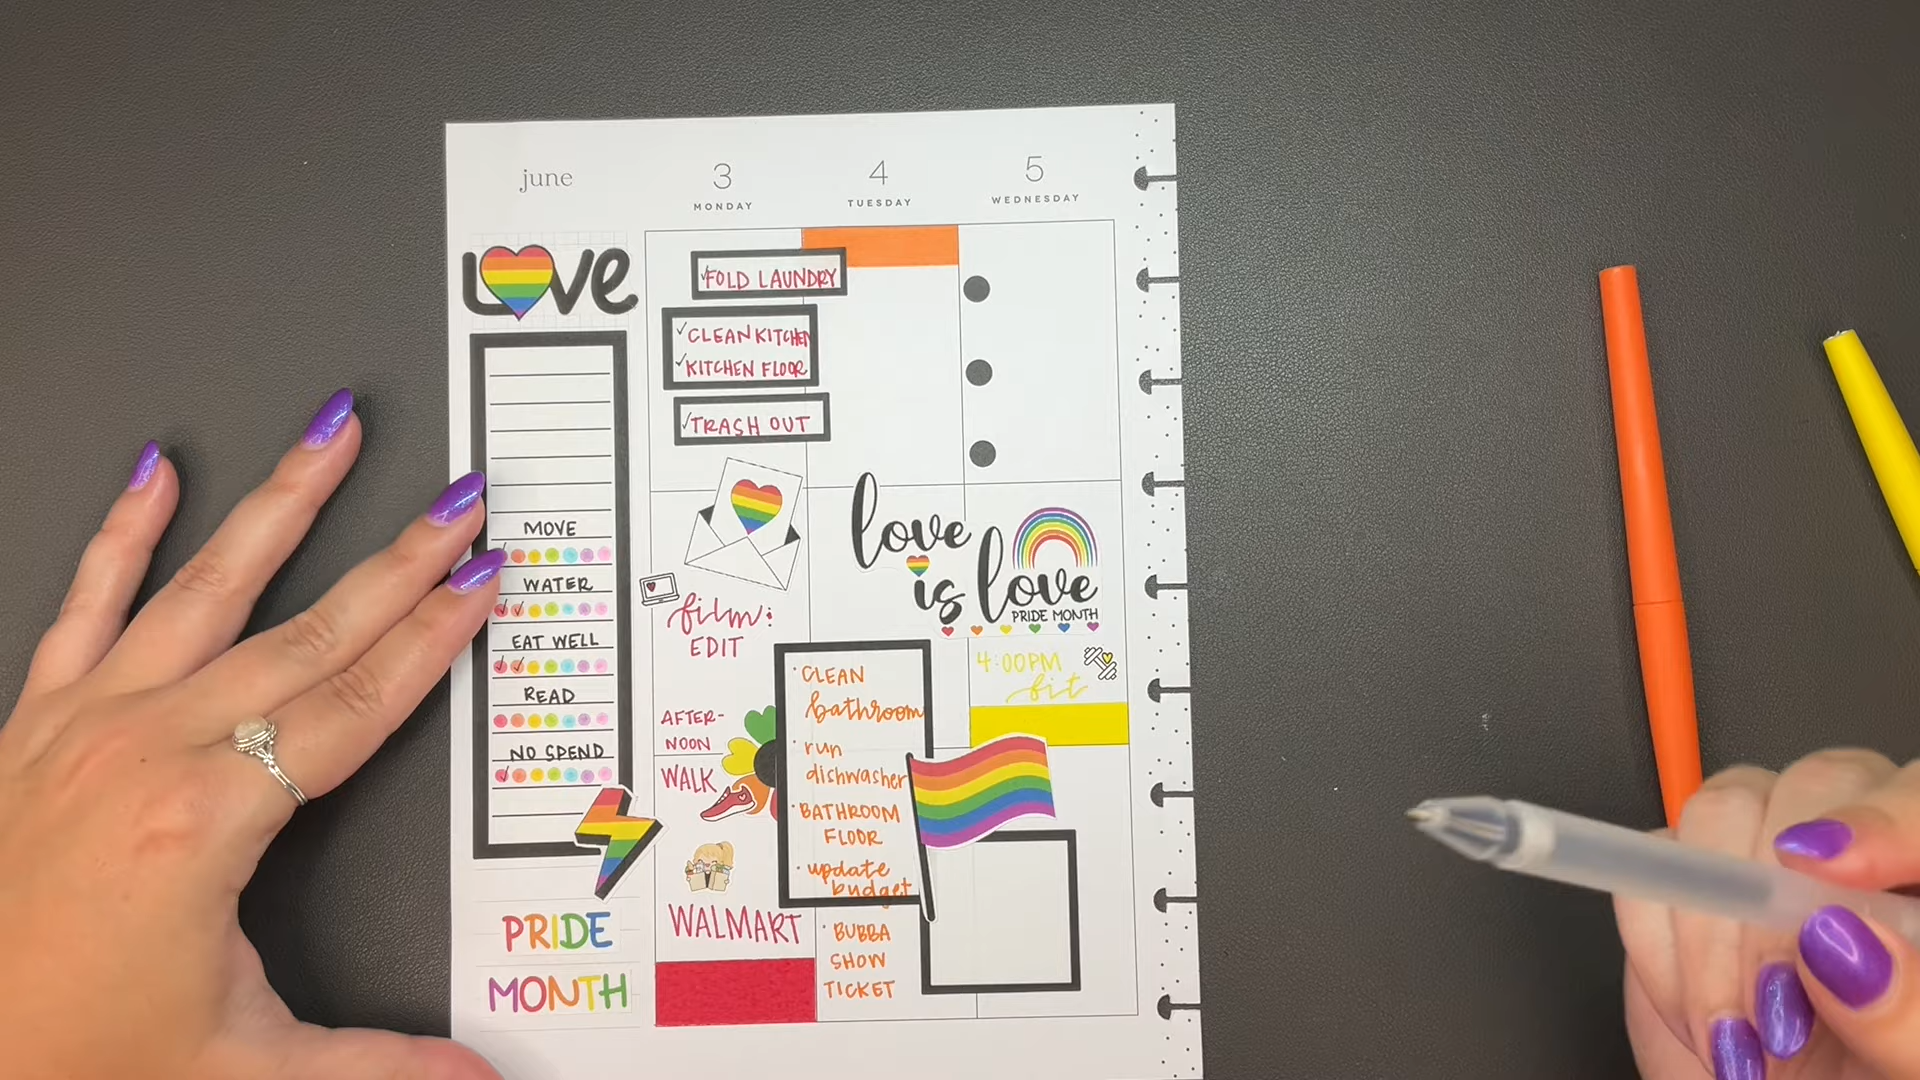 june
3
MONDAY
4
TUESDAY
5
WEDNESDAY
LOVE
MOVE
WATER
EAT WELL
READ
NO SPEND
PRIDE
MONTH
✓FOLD LAUNDRY
✓CLEAN KITCHEN
✓KITCHEN FLOOR
✓TRASH OUT
film:
EDIT
AFTER-
NOON
WALK
WALMART
love
is love
PRIDE MONTH
· CLEAN
bathroom
· run
dishwasher
· BATHROOM
FLOOR
· update
budget
· BUBBA
SHOW
TICKET
4:00PM
fit